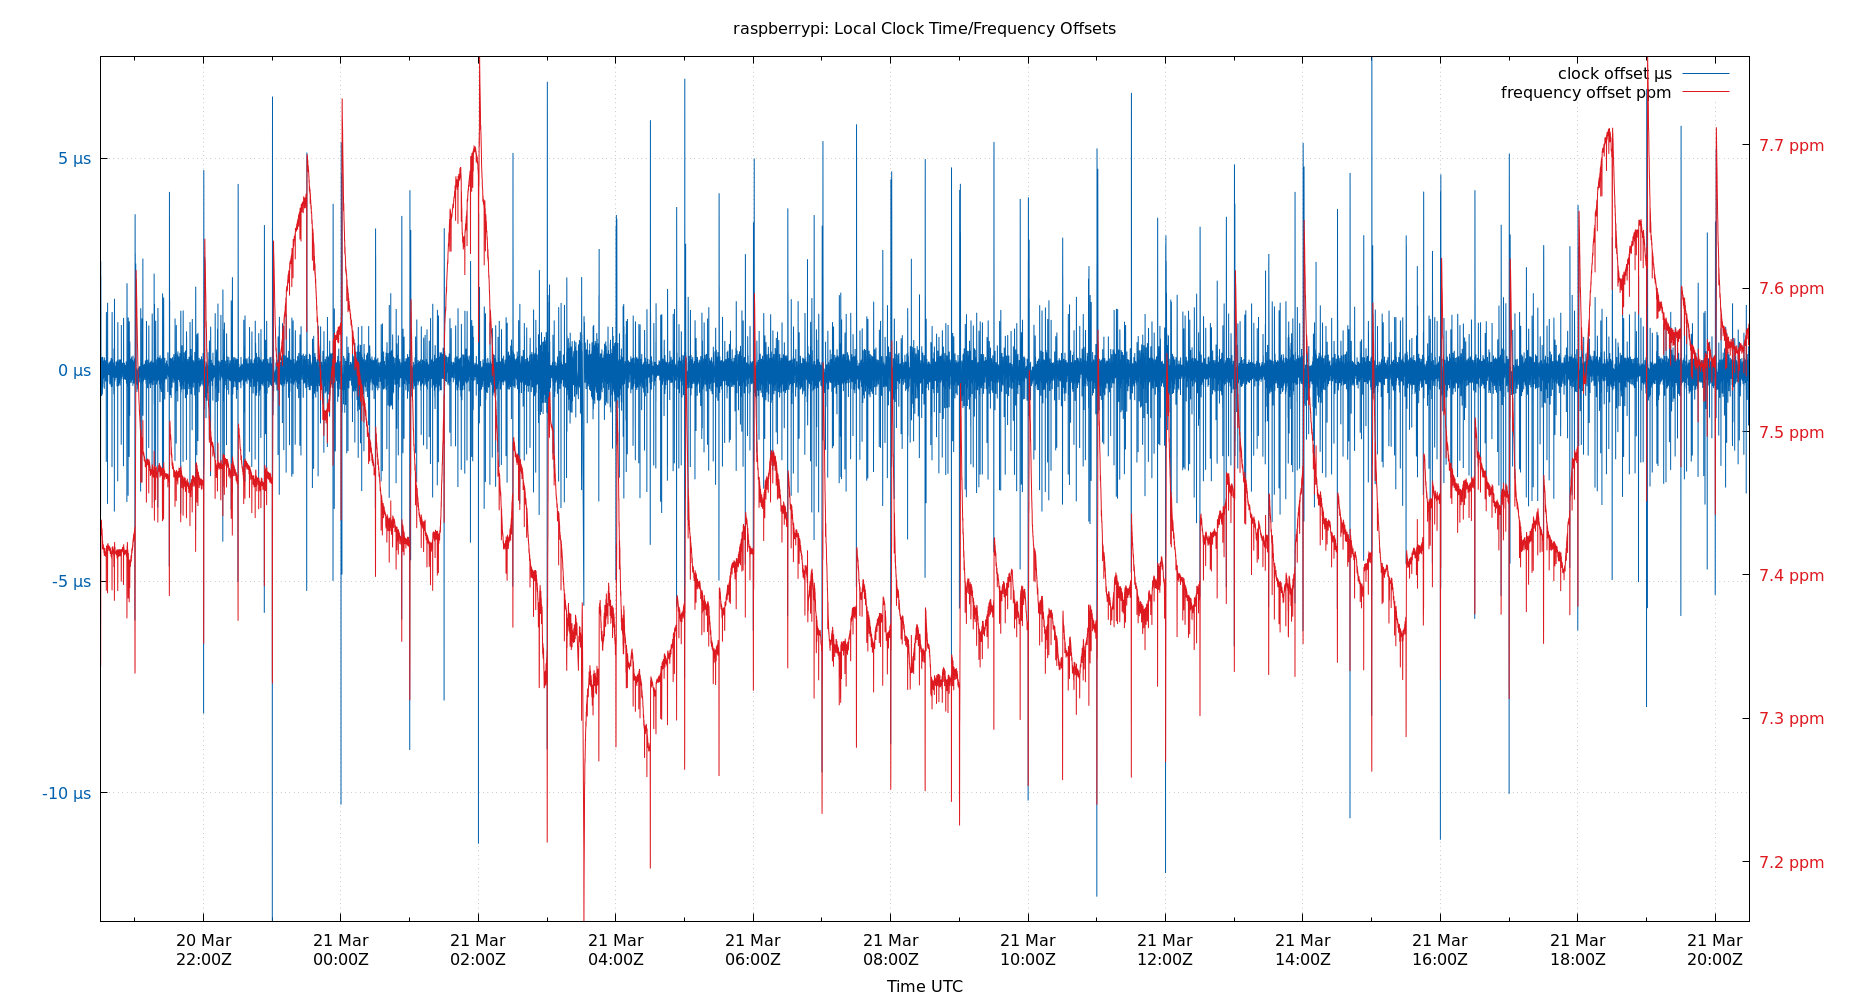 raspberrypi: Local Clock Time/Frequency Offsets
clock offset µs
frequency offset ppm
5 µs
0 µs
-5 µs
-10 µs
7.7 ppm
7.6 ppm
7.5 ppm
7.4 ppm
7.3 ppm
7.2 ppm
20 Mar 21 Mar 21 Mar 21 Mar 21 Mar 21 Mar 21 Mar 21 Mar 21 Mar 21 Mar 21 Mar 21 Mar
22:00Z 00:00Z 02:00Z 04:00Z 06:00Z 08:00Z 10:00Z 12:00Z 14:00Z 16:00Z 18:00Z 20:00Z
Time UTC